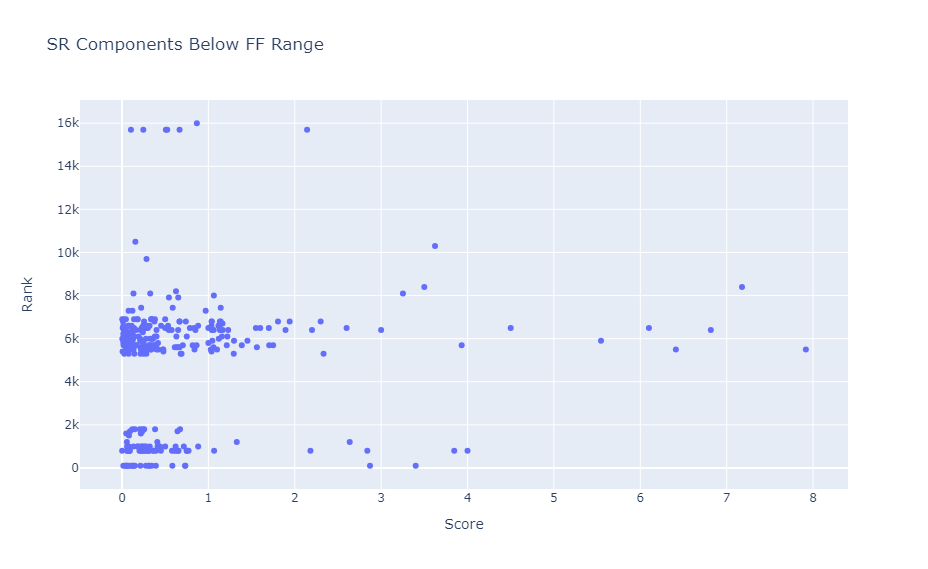 SR Components Below FF Range
16k
14k
12k
10k
8k
6k
4k
2k
0
Rank
0 1 2 3 4 5 6 7 8
Score